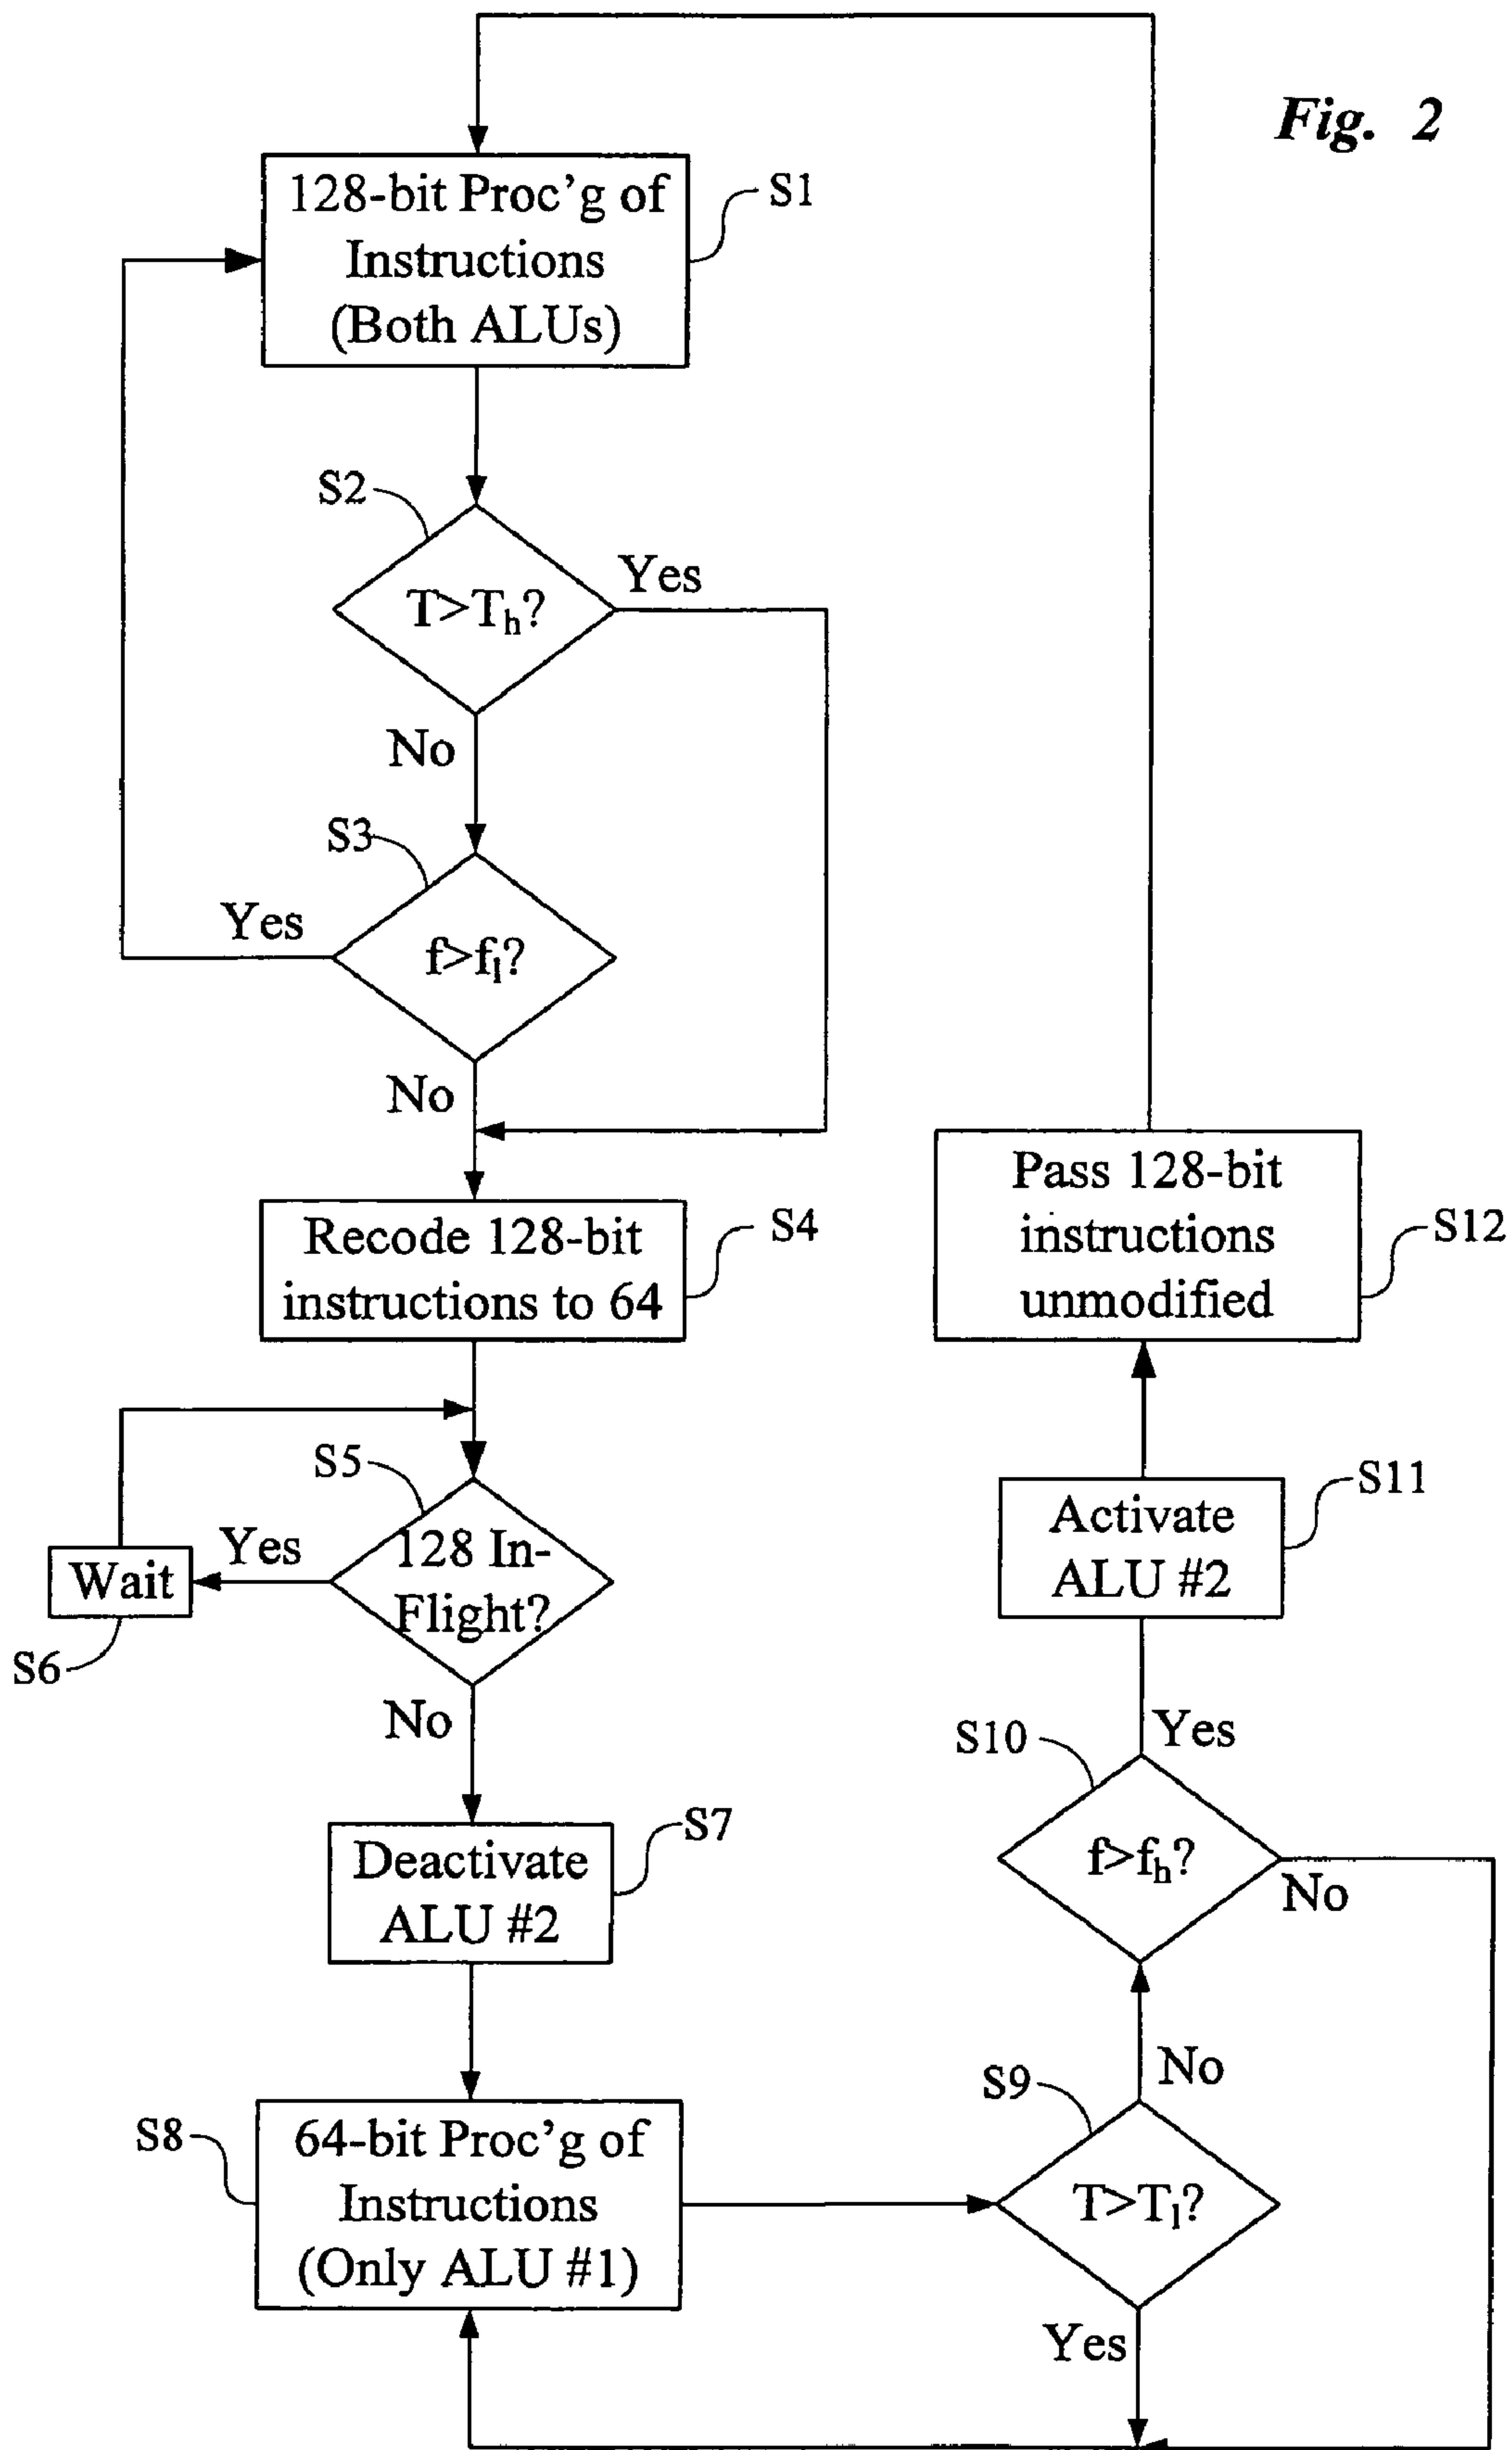 Fig. 2
128-bit Proc'g of
Instructions
(Both ALUs)
S1
S2
T>Th?
Yes
No
S3
f>fl?
Yes
No
Recode 128-bit
instructions to 64
S4
S5
128 In-
Flight?
Yes
Wait
S6
No
Deactivate
ALU #2
S7
S8
64-bit Proc'g of
Instructions
(Only ALU #1)
S9
T>Tl?
Yes
No
S10
f>fh?
No
Yes
Activate
ALU #2
S11
Pass 128-bit
instructions
unmodified
S12